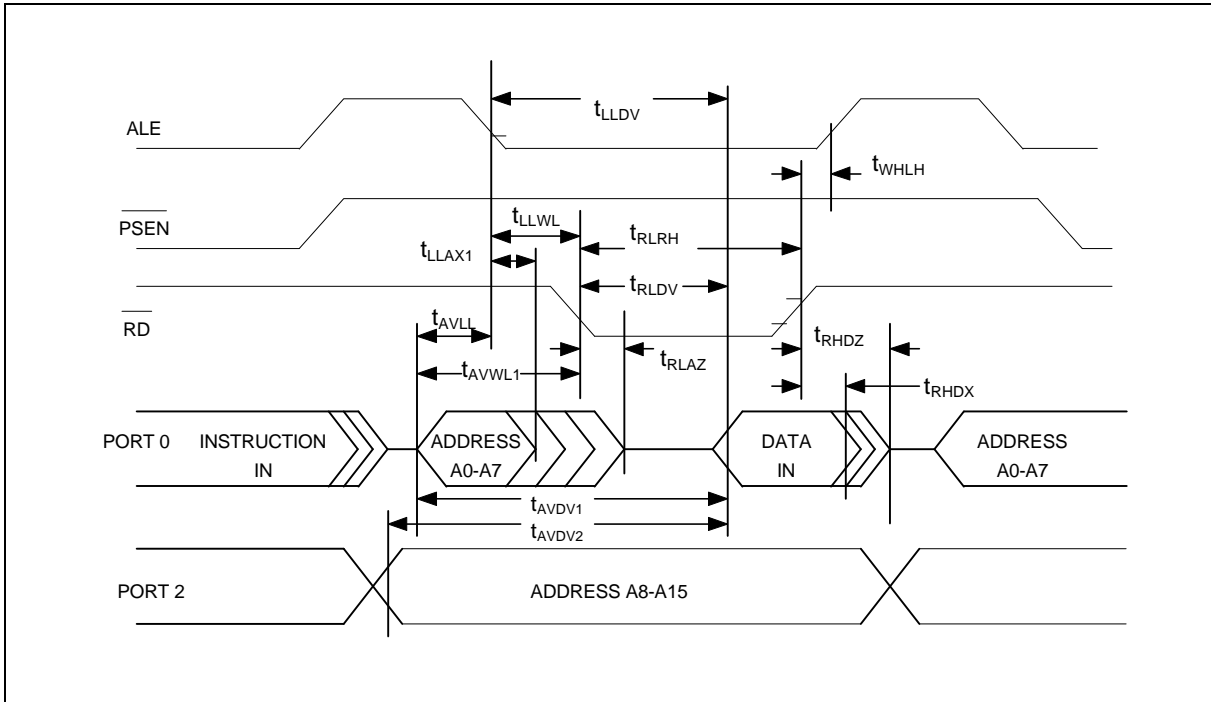 tLLDV
ALE
tWHLH
PSEN
tLLWL
tRLRH
tLLAX1
tRLDV
RD
tAVLL
tRLAZ
tRHDZ
tAVWL1
tRHDX
PORT 0
INSTRUCTION
IN
ADDRESS
A0-A7
DATA
IN
ADDRESS
A0-A7
tAVDV1
tAVDV2
PORT 2
ADDRESS A8-A15